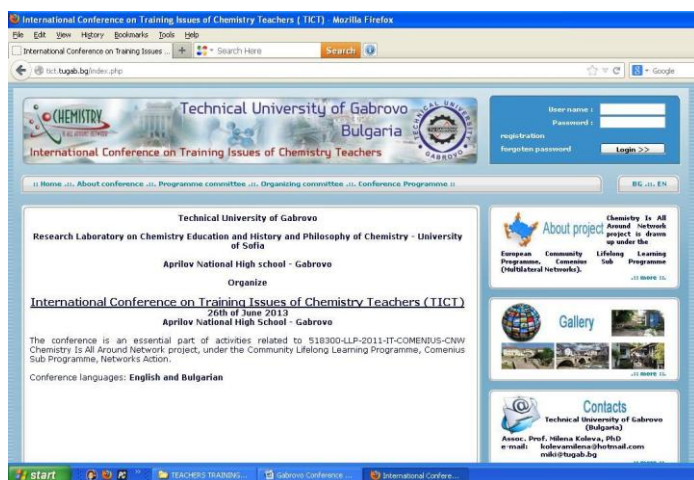 International Conference on Training Issues of Chemistry Teachers ( TICT) - Mozilla Firefox
File Edit View History Bookmarks Tools Help
International Conference on Training Issues ... + Search Here Search
tict.tugab.bg/index.php Google
CHEMISTRY
IS ALL AROUND NETWORK
Technical University of Gabrovo
Bulgaria
International Conference on Training Issues of Chemistry Teachers
TECHNICAL UNIVERSITY GABROVO
User name :
Password :
registration
forgoten password Login >>
:: Home .::. About conference .::. Programme committee .::. Organizing committee .::. Conference Programme ::
BG .::. EN
Technical University of Gabrovo
Research Laboratory on Chemistry Education and History and Philosophy of Chemistry - University
of Sofia
Aprilov National High school - Gabrovo
Organize
International Conference on Training Issues of Chemistry Teachers (TICT)
26th of June 2013
Aprilov National High School - Gabrovo
The conference is an essential part of activities related to 518300-LLP-2011-IT-COMENIUS-CNW
Chemistry Is All Around Network project, under the Community Lifelong Learning Programme, Comenius
Sub Programme, Networks Action.
Conference languages: English and Bulgarian
About project
Chemistry Is All
Around Network
project is drawn
up under the
European Community Lifelong Learning
Programme, Comenius Sub Programme
(Multilateral Networks).
.:: more ::.
Gallery
.:: more ::.
Contacts
Technical University of Gabrovo
(Bulgaria)
Assoc. Prof. Milena Koleva, PhD
e-mail: kolevamilena@hotmail.com
miki@tugab.bg
start
TEACHERS TRAINING...
Gabrovo Conference ...
International Confere...